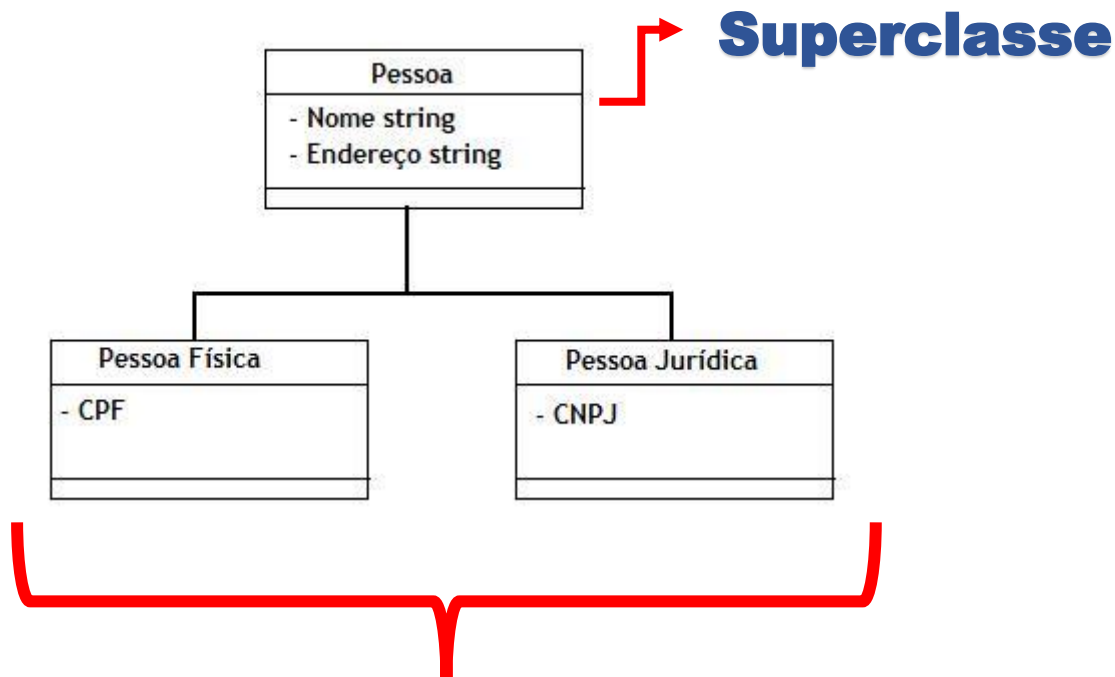 Superclasse
Pessoa
- Nome string
- Endereço string
Pessoa Física
- CPF
Pessoa Jurídica
- CNPJ